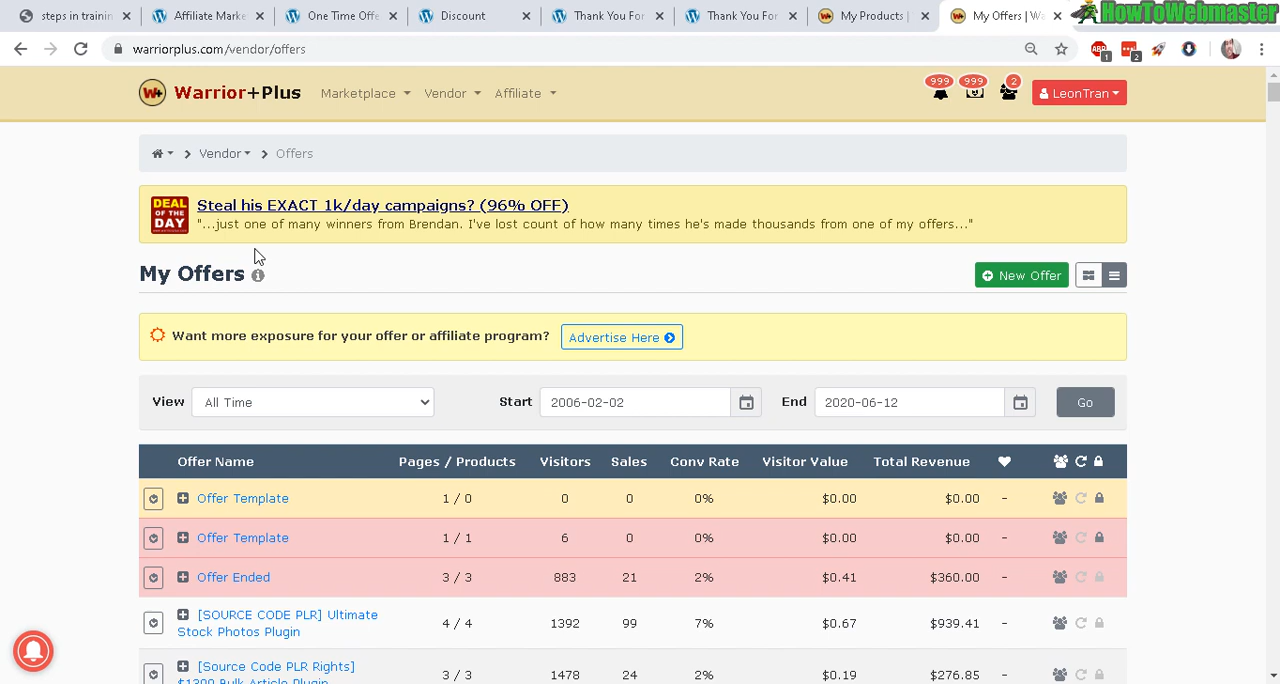 steps in trainin
Affiliate Marke
One Time Offe
Discount
Thank You For
Thank You For
My Products |
My Offers | Wa
HowToWebmaster
warriorplus.com/vendor/offers
ABP
1
2
W+ Warrior+Plus. Marketplace Vendor Affiliate
999 999 2
LeonTran
Vendor > Offers
DEAL OF THE DAY
Steal his EXACT 1k/day campaigns? (96% OFF)
"...just one of many winners from Brendan. I've lost count of how many times he's made thousands from one of my offers..."
My Offers
New Offer
Want more exposure for your offer or affiliate program? Advertise Here
View All Time Start 2006-02-02 End 2020-06-12 Go
Offer Name Pages / Products Visitors Sales Conv Rate Visitor Value Total Revenue
Offer Template 1 / 0 0 0 0% $0.00 $0.00 -
Offer Template 1 / 1 6 0 0% $0.00 $0.00 -
Offer Ended 3 / 3 883 21 2% $0.41 $360.00 -
[SOURCE CODE PLR] Ultimate
Stock Photos Plugin 4 / 4 1392 99 7% $0.67 $939.41 -
[Source Code PLR Rights]
$1300 Bulk Article Plugin 3 / 3 1478 24 2% $0.19 $276.85 -